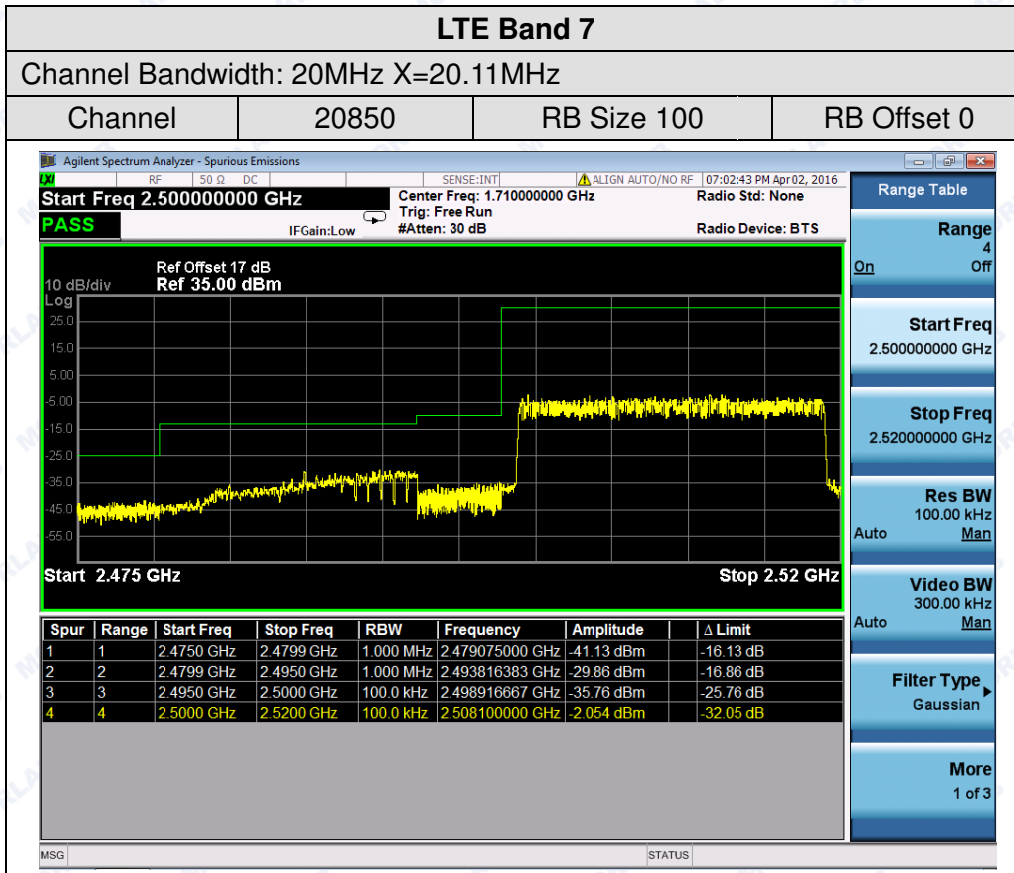 LTE Band 7
Channel Bandwidth: 20MHz X=20.11MHz
Channel 20850 RB Size 100 RB Offset 0
Agilent Spectrum Analyzer - Spurious Emissions
LXI RF 50 Ω DC SENSE:INT ALIGN AUTO/NO RF 07:02:43 PM Apr 02, 2016
Start Freq 2.500000000 GHz Center Freq: 1.710000000 GHz Radio Std: None
PASS IFGain:Low Trig: Free Run
#Atten: 30 dB Radio Device: BTS
Ref Offset 17 dB
10 dB/div Ref 35.00 dBm
Log
25.0
15.0
5.00
-5.00
-15.0
-25.0
-35.0
-45.0
-55.0
Start 2.475 GHz Stop 2.52 GHz
Spur Range Start Freq Stop Freq RBW Frequency Amplitude Δ Limit
1 1 2.4750 GHz 2.4799 GHz 1.000 MHz 2.479075000 GHz -41.13 dBm -16.13 dB
2 2 2.4799 GHz 2.4950 GHz 1.000 MHz 2.493816383 GHz -29.86 dBm -16.86 dB
3 3 2.4950 GHz 2.5000 GHz 100.0 kHz 2.498916667 GHz -35.76 dBm -25.76 dB
4 4 2.5000 GHz 2.5200 GHz 100.0 kHz 2.508100000 GHz -2.054 dBm -32.05 dB
MSG STATUS
Range Table
Range
4
On Off
Start Freq
2.500000000 GHz
Stop Freq
2.520000000 GHz
Res BW
100.00 kHz
Auto Man
Video BW
300.00 kHz
Auto Man
Filter Type
Gaussian
More
1 of 3